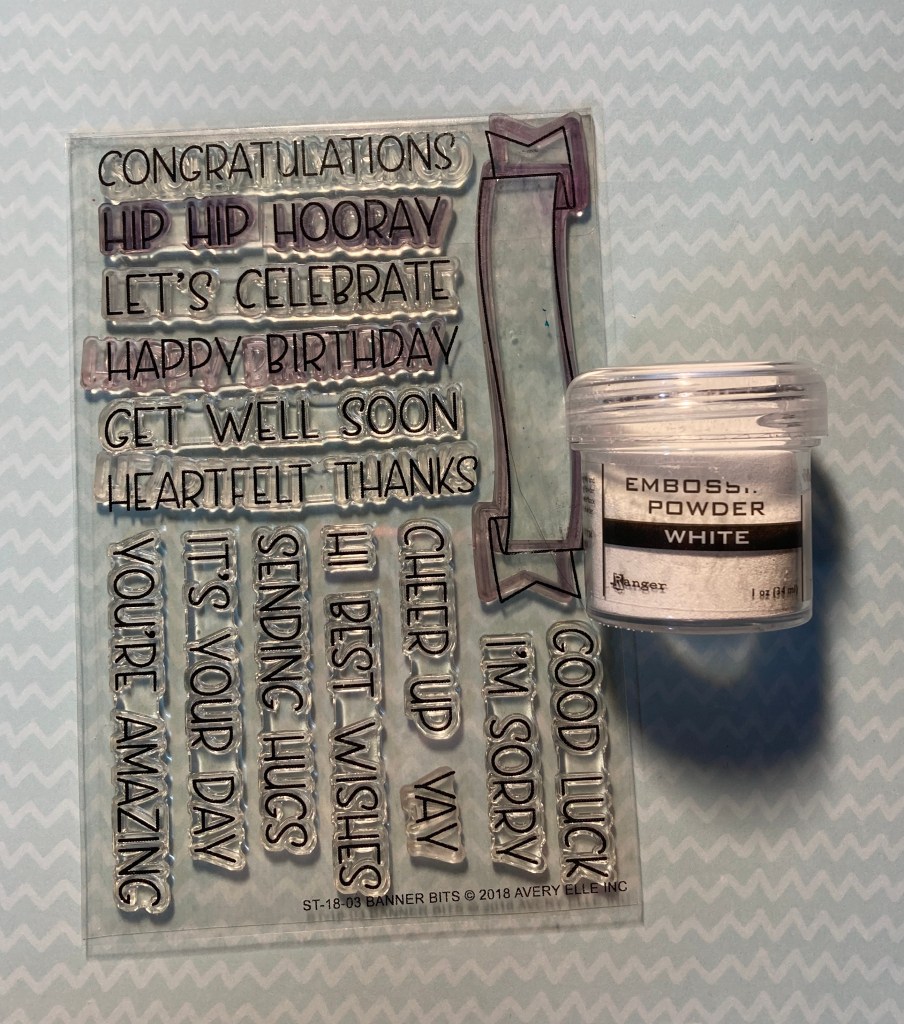 CONGRATULATIONS
HIP HIP HOORAY
LET'S CELEBRATE
HAPPY BIRTHDAY
GET WELL SOON
HEARTFELT THANKS
YOU'RE AMAZING
IT'S YOUR DAY
SENDING HUGS
HI
BEST WISHES
CHEER UP
YAY
I'M SORRY
GOOD LUCK
ST-18-03 BANNER BITS © 2018 AVERY ELLE INC
POWDER
WHITE
Ranger
1 oz